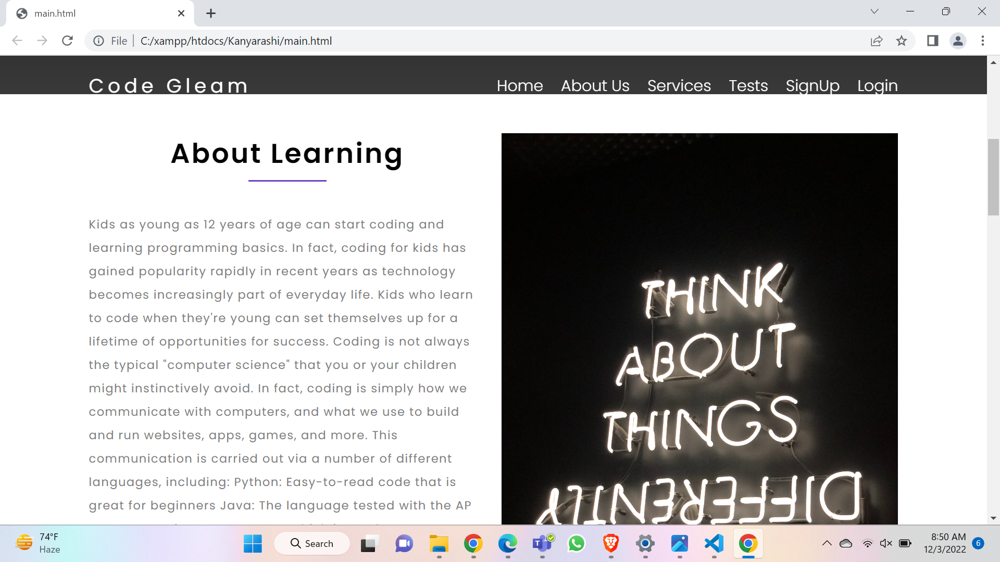 main.html
File C:/xampp/htdocs/Kanyarashi/main.html
Code Gleam Home About Us Services Tests SignUp Login
About Learning
Kids as young as 12 years of age can start coding and
learning programming basics. In fact, coding for kids has
gained popularity rapidly in recent years as technology
becomes increasingly part of everyday life. Kids who learn
to code when they're young can set themselves up for a
lifetime of opportunities for success. Coding is not always
the typical "computer science" that you or your children
might instinctively avoid. In fact, coding is simply how we
communicate with computers, and what we use to build
and run websites, apps, games, and more. This
communication is carried out via a number of different
languages, including: Python: Easy-to-read code that is
great for beginners Java: The language tested with the AP
THINK
ABOUT
THINGS
DIFFERENTLY
74°F
Haze
Search
8:50 AM
12/3/2022
6